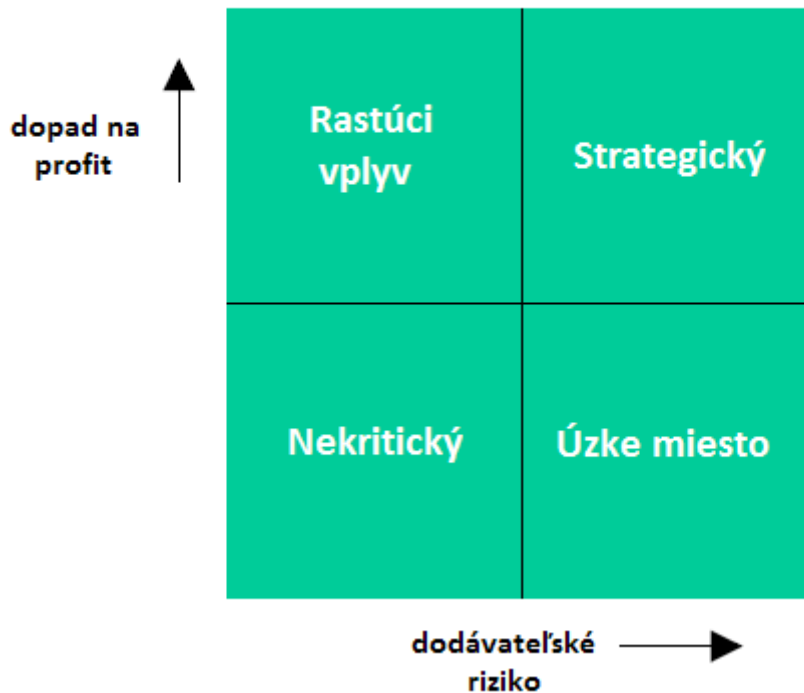 dopad na
profit
Rastúci
vplyv
Strategický
Nekritický
Úzke miesto
dodávateľské
riziko